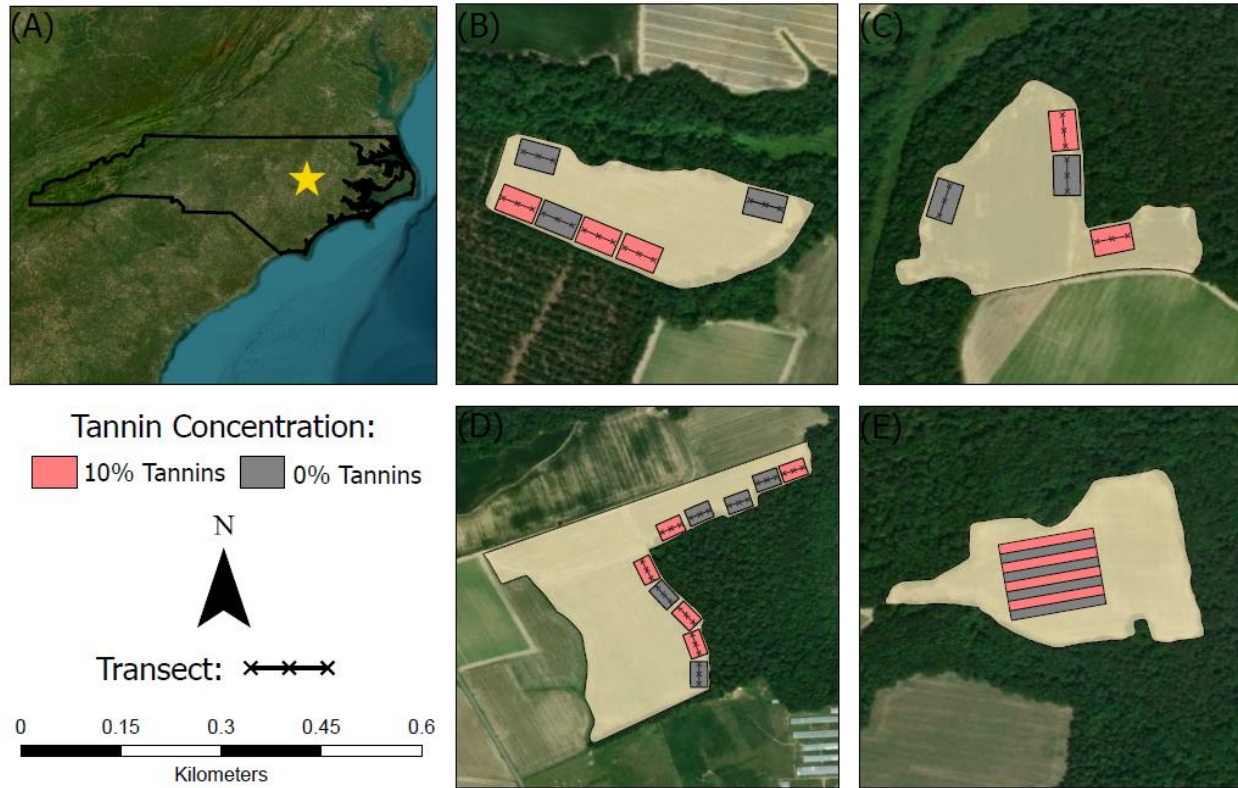 (A)
(B)
(C)
Tannin Concentration:
10% Tannins 0% Tannins
N
Transect:
0 0.15 0.3 0.45 0.6
Kilometers
(D)
(E)